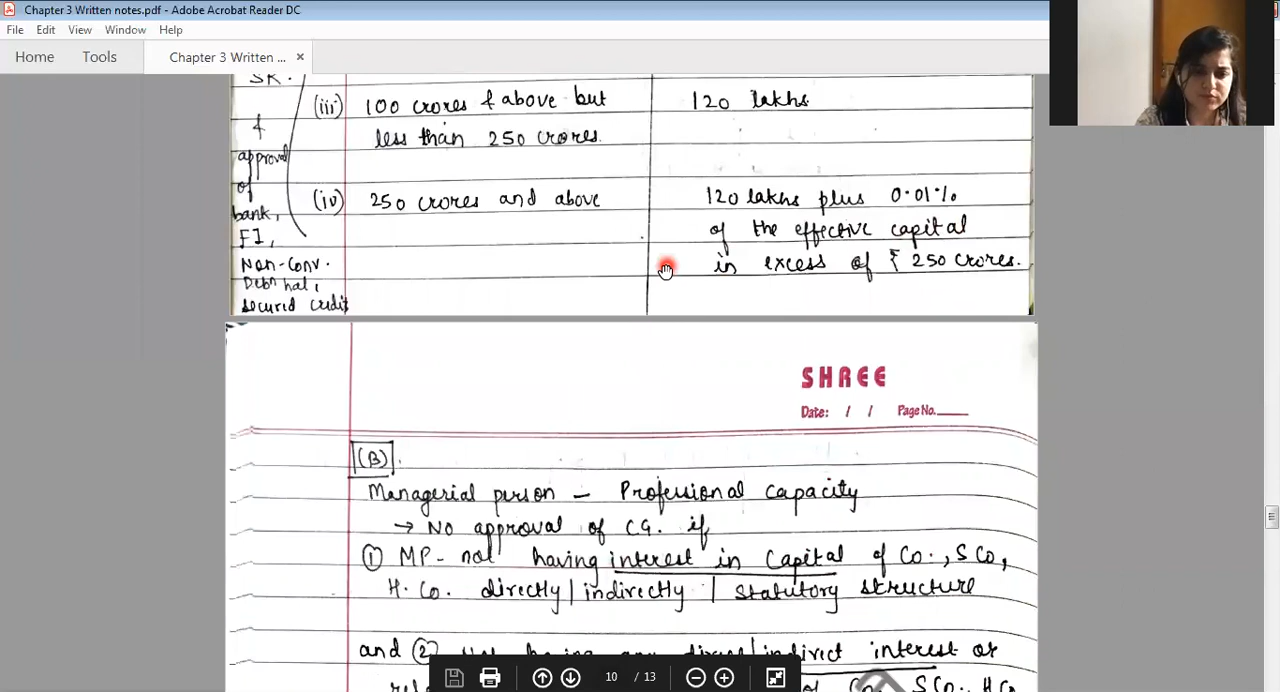 Chapter 3 Written notes.pdf - Adobe Acrobat Reader DC
File Edit View Window Help
Home Tools Chapter 3 Written ... ×
SR.
(iii) 100 crores & above but 120 lakhs
less than 250 crores.
&
approval
of
bank,
FI,
Non-Conv.
Deb
secured credit
(iv) 250 crores and above 120 lakhs plus 0.01%
of the effective capital
in excess of ₹ 250 crores.
SHREE
Date: / / Page No.
(B)
Managerial person – Professional capacity
→ No approval of CG. if
① MP- not having interest in capital of Co., S Co,
H. Co. directly | indirectly | statutory structure
and ② Not having any direct | indirect interest or
of Co. SCo., HCo
10 / 13